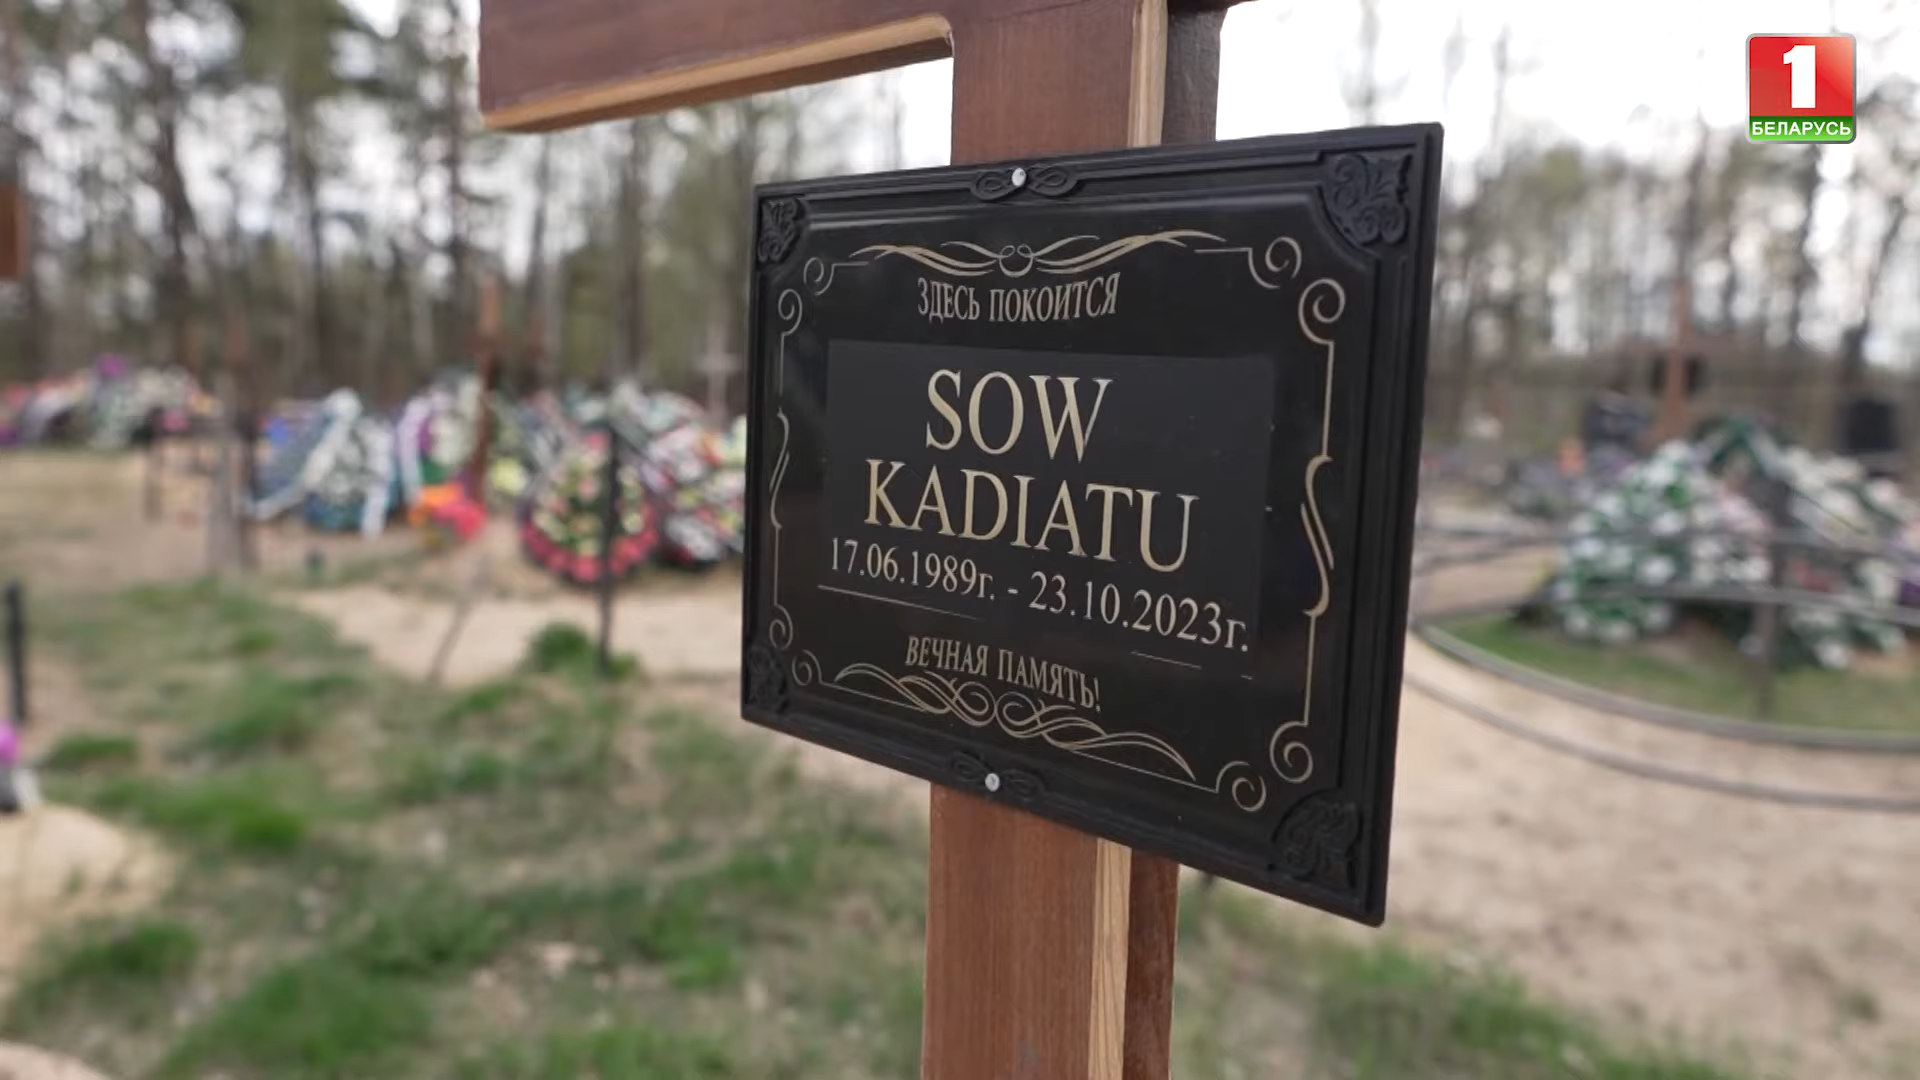 1
БЕЛАРУСЬ
ЗДЕСЬ ПОКОИТСЯ
SOW
KADIATU
17.06.1989г. - 23.10.2023г.
ВЕЧНАЯ ПАМЯТЬ!